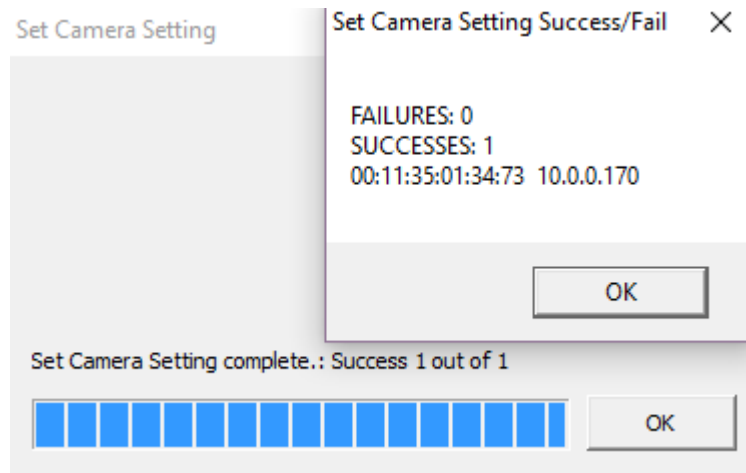 Set Camera Setting
Set Camera Setting Success/Fail
FAILURES: 0
SUCCESSES: 1
00:11:35:01:34:73 10.0.0.170
OK
Set Camera Setting complete.: Success 1 out of 1
OK